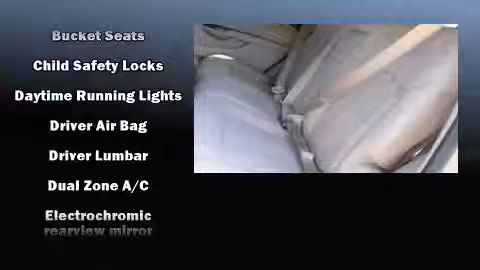 Bucket Seats
Child Safety Locks
Daytime Running Lights
Driver Air Bag
Driver Lumbar
Dual Zone A/C
Electrochromic
rearview mirror